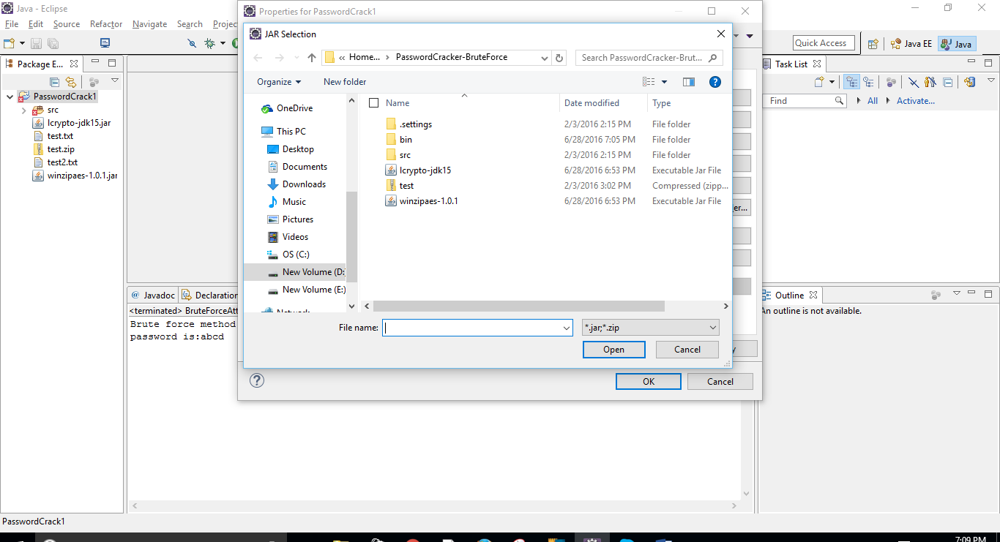 Java - Eclipse
File Edit Source Refactor Navigate Search Projec
Properties for PasswordCrack1
JAR Selection
« Home... › PasswordCracker-BruteForce
Search PasswordCracker-Brut...
Organize New folder
Quick Access
Java EE
Java
Package E...
PasswordCrack1
src
lcrypto-jdk15.jar
test.txt
test.zip
test2.txt
winzipaes-1.0.1.jar
OneDrive
This PC
Desktop
Documents
Downloads
Music
Pictures
Videos
OS (C:)
New Volume (D:
New Volume (E:)
Network
Name Date modified Type
.settings 2/3/2016 2:15 PM File folder
bin 6/28/2016 7:05 PM File folder
src 2/3/2016 2:15 PM File folder
lcrypto-jdk15 6/28/2016 6:53 PM Executable Jar File
test 2/3/2016 3:02 PM Compressed (zipp...
winzipaes-1.0.1 6/28/2016 6:53 PM Executable Jar File
File name:
*.jar;*.zip
Open Cancel
er...
y
OK Cancel
Task List
Find
All
Activate...
Outline
An outline is not available.
@ Javadoc Declaration
<terminated> BruteForceAtt
Brute force method
password is:abcd
PasswordCrack1
7:09 PM